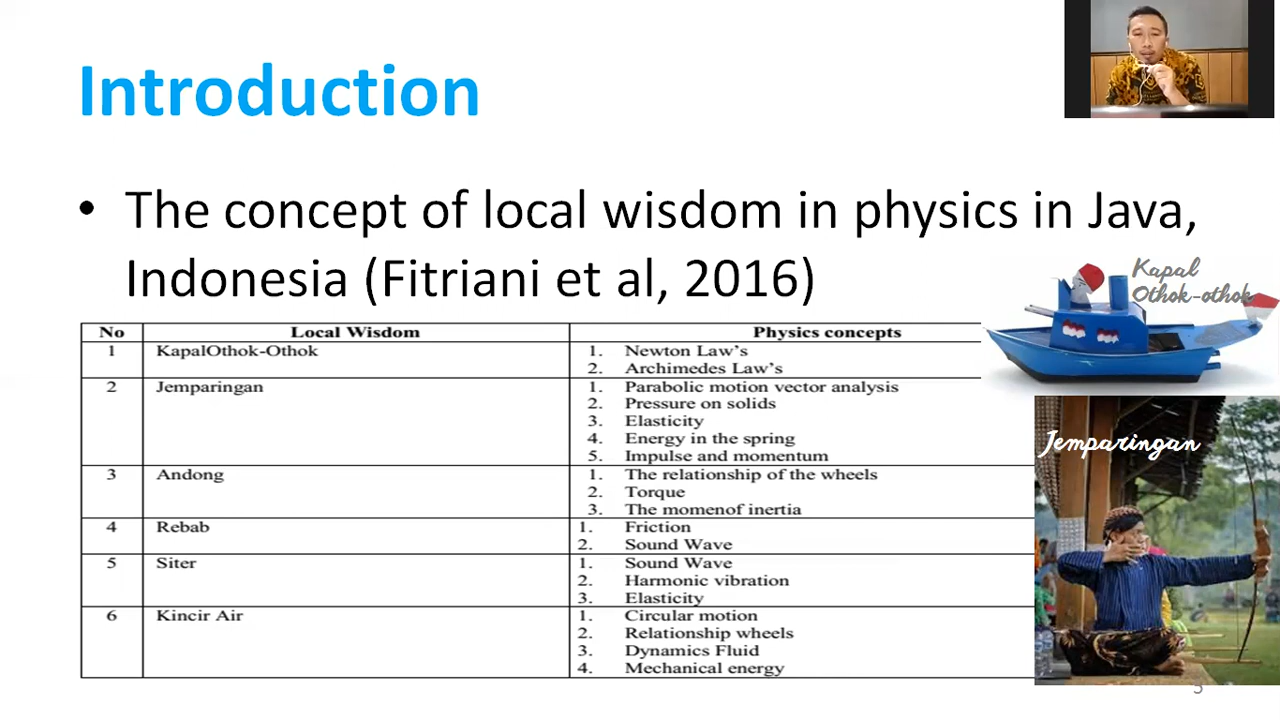 Introduction
• The concept of local wisdom in physics in Java,
Indonesia (Fitriani et al, 2016)
Kapal
Othok-othok
No Local Wisdom Physics concepts
1 KapalOthok-Othok 1. Newton Law's
2. Archimedes Law's
2 Jemparingan 1. Parabolic motion vector analysis
2. Pressure on solids
3. Elasticity
4. Energy in the spring
5. Impulse and momentum
3 Andong 1. The relationship of the wheels
2. Torque
3. The momenof inertia
4 Rebab 1. Friction
2. Sound Wave
5 Siter 1. Sound Wave
2. Harmonic vibration
3. Elasticity
6 Kincir Air 1. Circular motion
2. Relationship wheels
3. Dynamics Fluid
4. Mechanical energy
Jemparingan
5